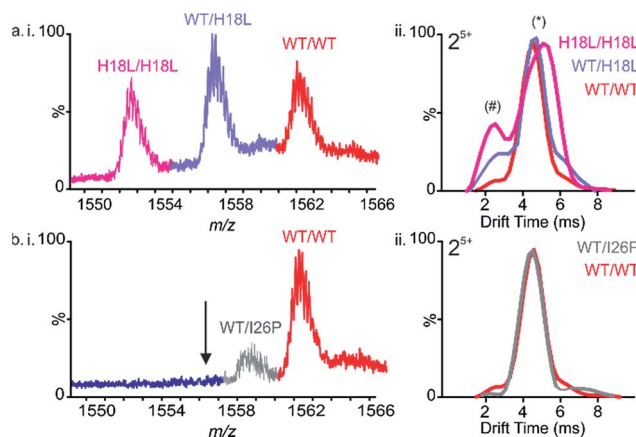 a. i. 100
WT/H18L
H18L/H18L
WT/WT
%
0
1550 1554 1558 1562 1566
m/z
ii.
100
2⁵⁺
(*)
H18L/H18L
WT/H18L
WT/WT
(#)
%
0
2 4 6 8
Drift Time (ms)
b. i. 100
WT/WT
WT/I26P
%
0
1550 1554 1558 1562 1566
m/z
ii.
100
2⁵⁺
WT/I26P
WT/WT
%
0
2 4 6 8
Drift Time (ms)